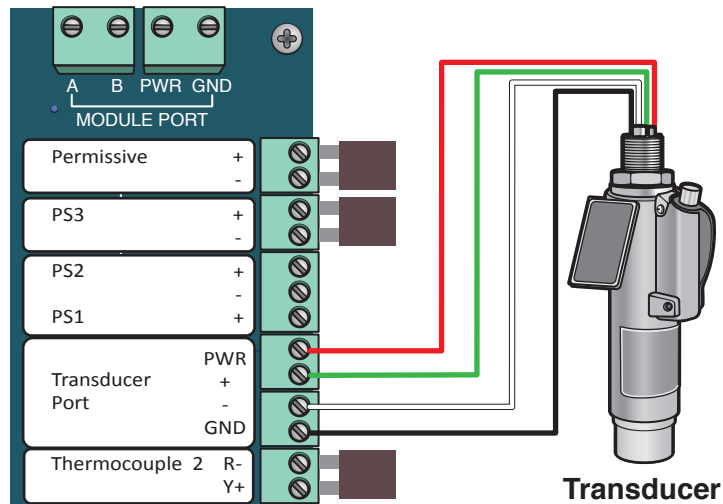 A B PWR GND
MODULE PORT
Permissive +
-
PS3 +
-
PS2 +
-
PS1 +
PWR
Transducer +
Port -
GND
Thermocouple 2 R-
Y+
Transducer